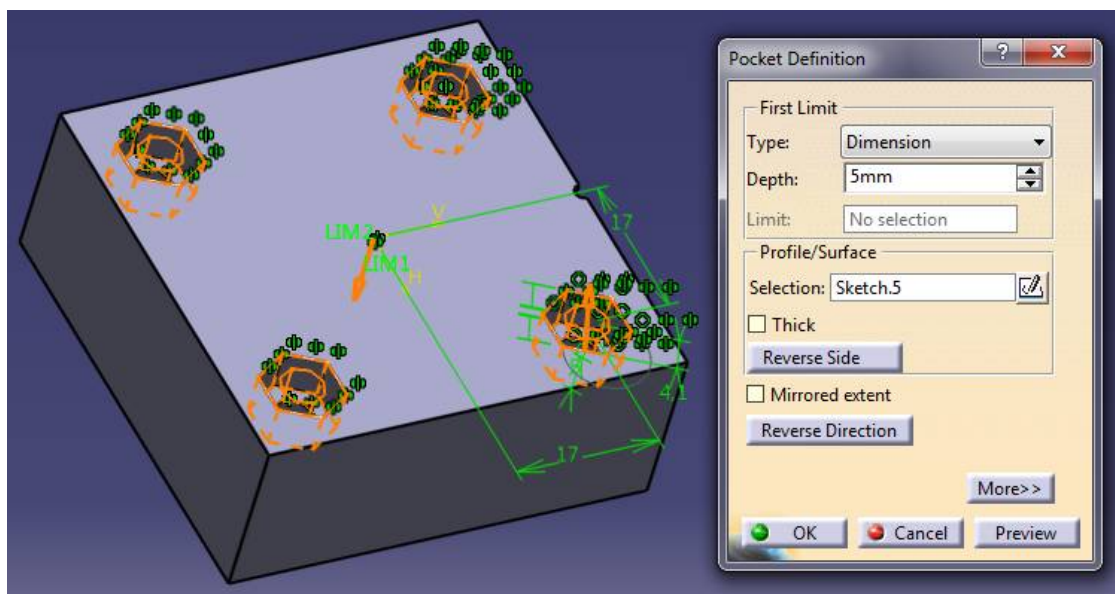 Pocket Definition
First Limit
Type: Dimension
Depth: 5mm
Limit: No selection
Profile/Surface
Selection: Sketch.5
Thick
Reverse Side
Mirrored extent
Reverse Direction
More>>
OK Cancel Preview
V
17
LIM2
LIM1
H
4,1
17